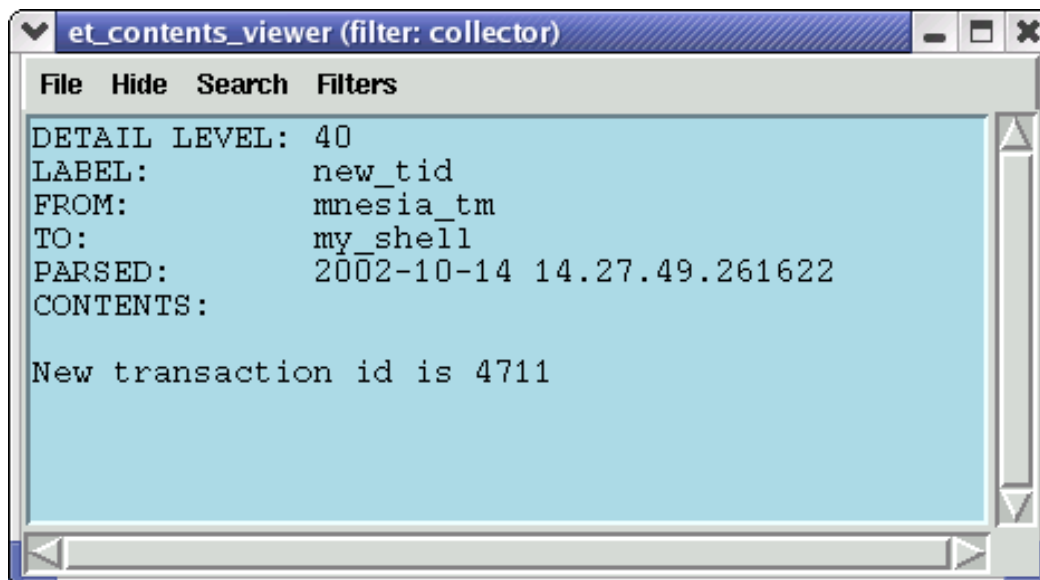 et_contents_viewer (filter: collector)
File Hide Search Filters
DETAIL LEVEL: 40
LABEL: new_tid
FROM: mnesia_tm
TO: my_shell
PARSED: 2002-10-14 14.27.49.261622
CONTENTS:
New transaction id is 4711